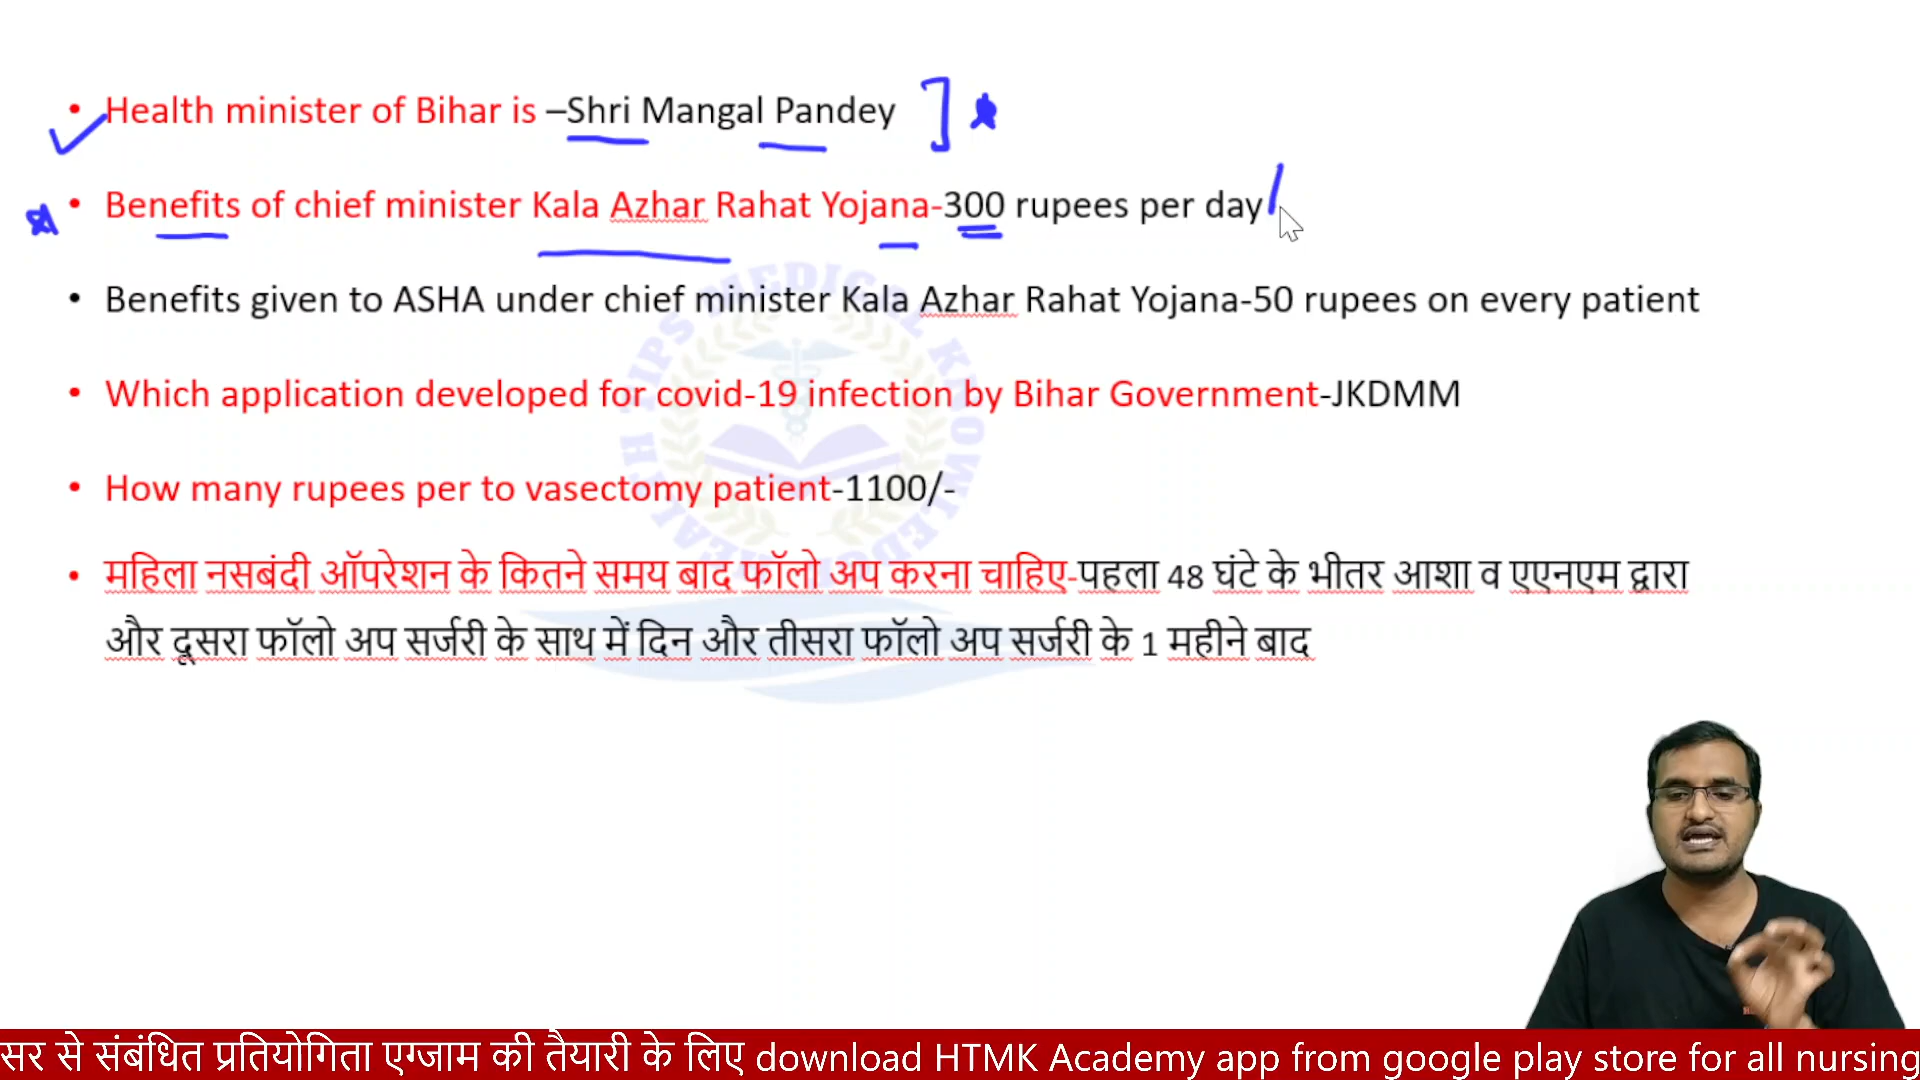 Health minister of Bihar is –Shri Mangal Pandey
Benefits of chief minister Kala Azhar Rahat Yojana-300 rupees per day
Benefits given to ASHA under chief minister Kala Azhar Rahat Yojana-50 rupees on every patient
Which application developed for covid-19 infection by Bihar Government-JKDMM
How many rupees per to vasectomy patient-1100/-
महिला नसबंदी ऑपरेशन के कितने समय बाद फॉलो अप करना चाहिए-पहला 48 घंटे के भीतर आशा व एएनएम द्वारा
और दूसरा फॉलो अप सर्जरी के साथ में दिन और तीसरा फॉलो अप सर्जरी के 1 महीने बाद
HEALTH TIPS MEDICAL KNOWLEDGE
सर से संबंधित प्रतियोगिता एग्जाम की तैयारी के लिए download HTMK Academy app from google play store for all nursing